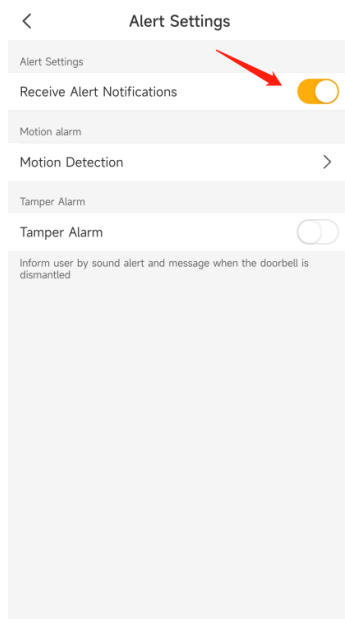 Alert Settings
Alert Settings
Receive Alert Notifications
Motion alarm
Motion Detection
Tamper Alarm
Tamper Alarm
Inform user by sound alert and message when the doorbell is
dismantled